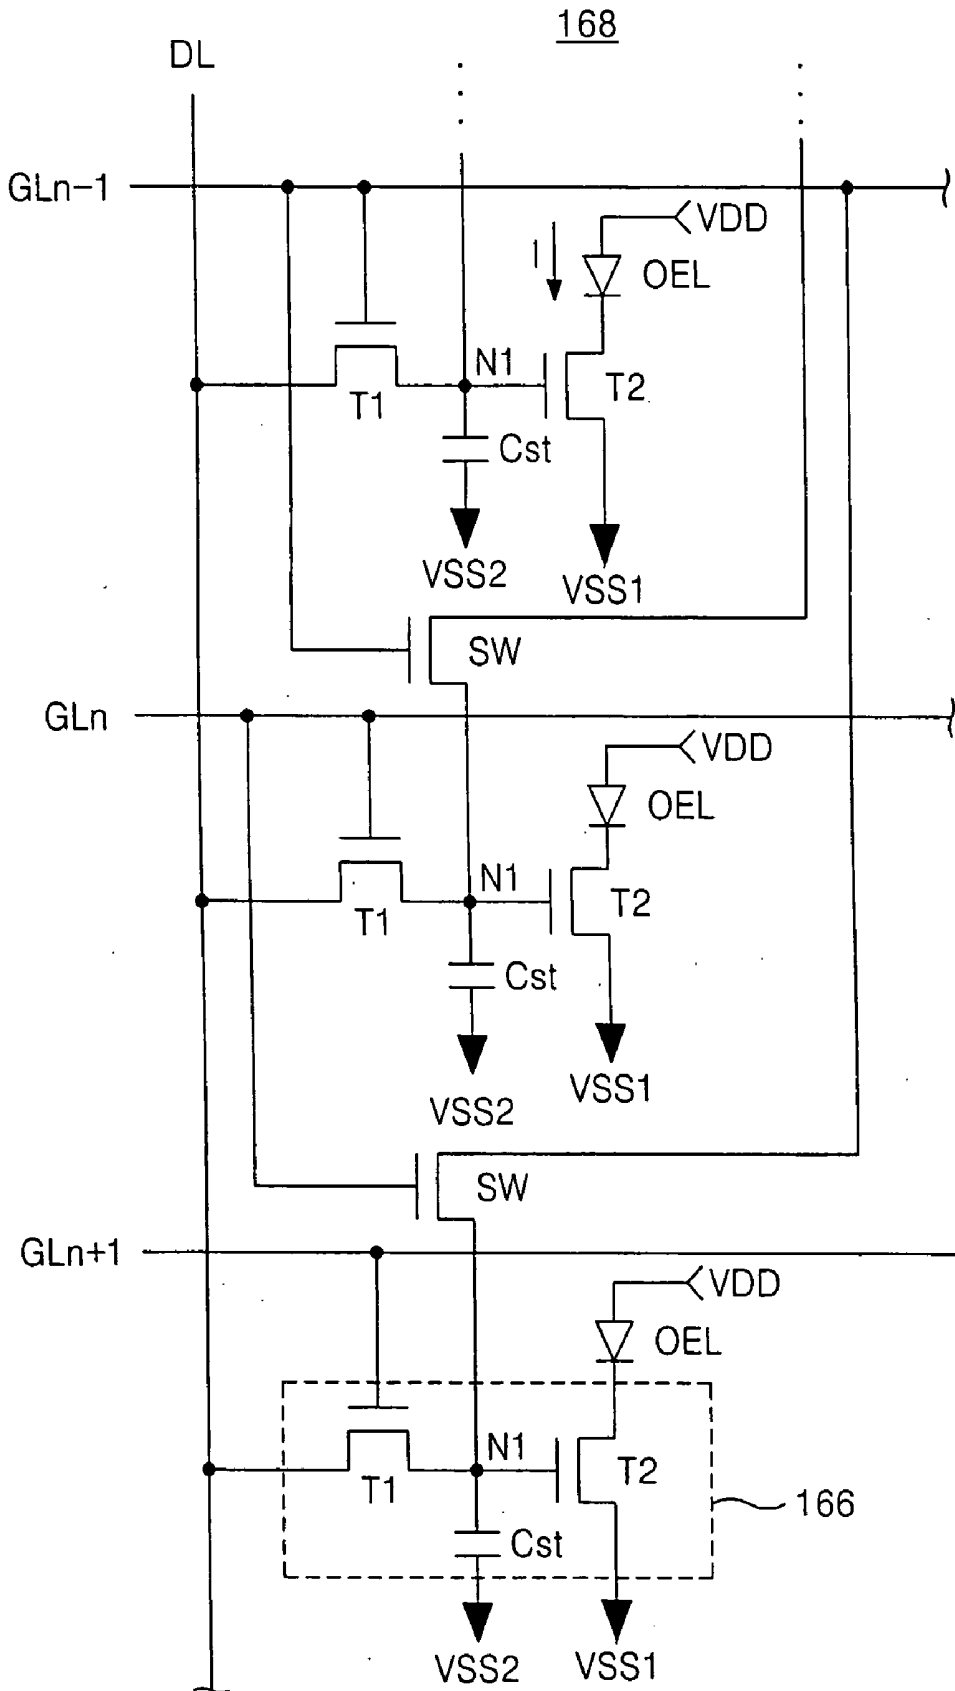 168
DL
GLn-1
VDD
I
OEL
N1
T2
T1
Cst
VSS2
VSS1
SW
GLn
VDD
OEL
N1
T2
T1
Cst
VSS1
VSS2
SW
GLn+1
VDD
OEL
N1
T2
T1
166
Cst
VSS2
VSS1